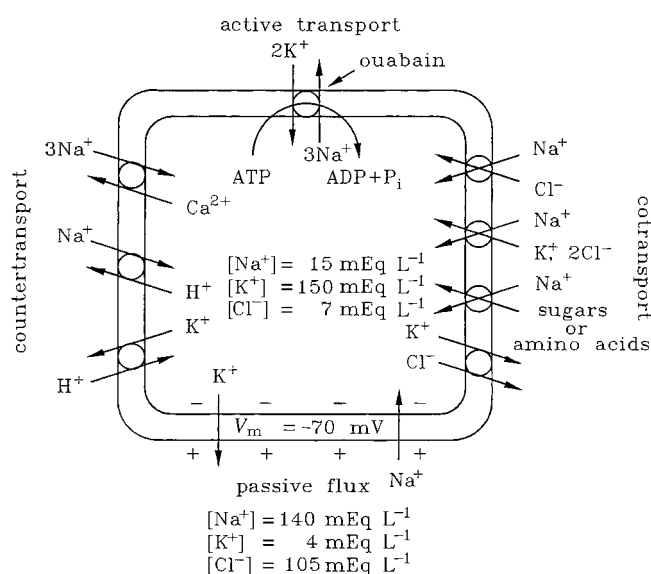 active transport
2K⁺
ouabain
3Na⁺
ATP
ADP+Pᵢ
countertransport
3Na⁺
Ca²⁺
Na⁺
H⁺
K⁺
H⁺
[Na⁺]= 15 mEq L⁻¹
[K⁺] =150 mEq L⁻¹
[Cl⁻] = 7 mEq L⁻¹
Na⁺
Cl⁻
Na⁺
K⁺, 2Cl⁻
Na⁺
sugars
or
amino acids
K⁺
Cl⁻
cotransport
K⁺
− − − −
Vₘ = -70 mV
+ + + +
Na⁺
passive flux
[Na⁺] =140 mEq L⁻¹
[K⁺] = 4 mEq L⁻¹
[Cl⁻] =105 mEq L⁻¹